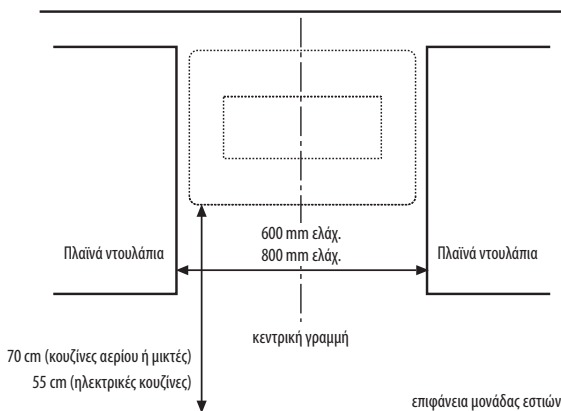 600 mm ελάχ.
800 mm ελάχ.
Πλαϊνά ντουλάπια
Πλαϊνά ντουλάπια
κεντρική γραμμή
70 cm (κουζίνες αερίου ή μικτές)
55 cm (ηλεκτρικές κουζίνες)
επιφάνεια μονάδας εστιών